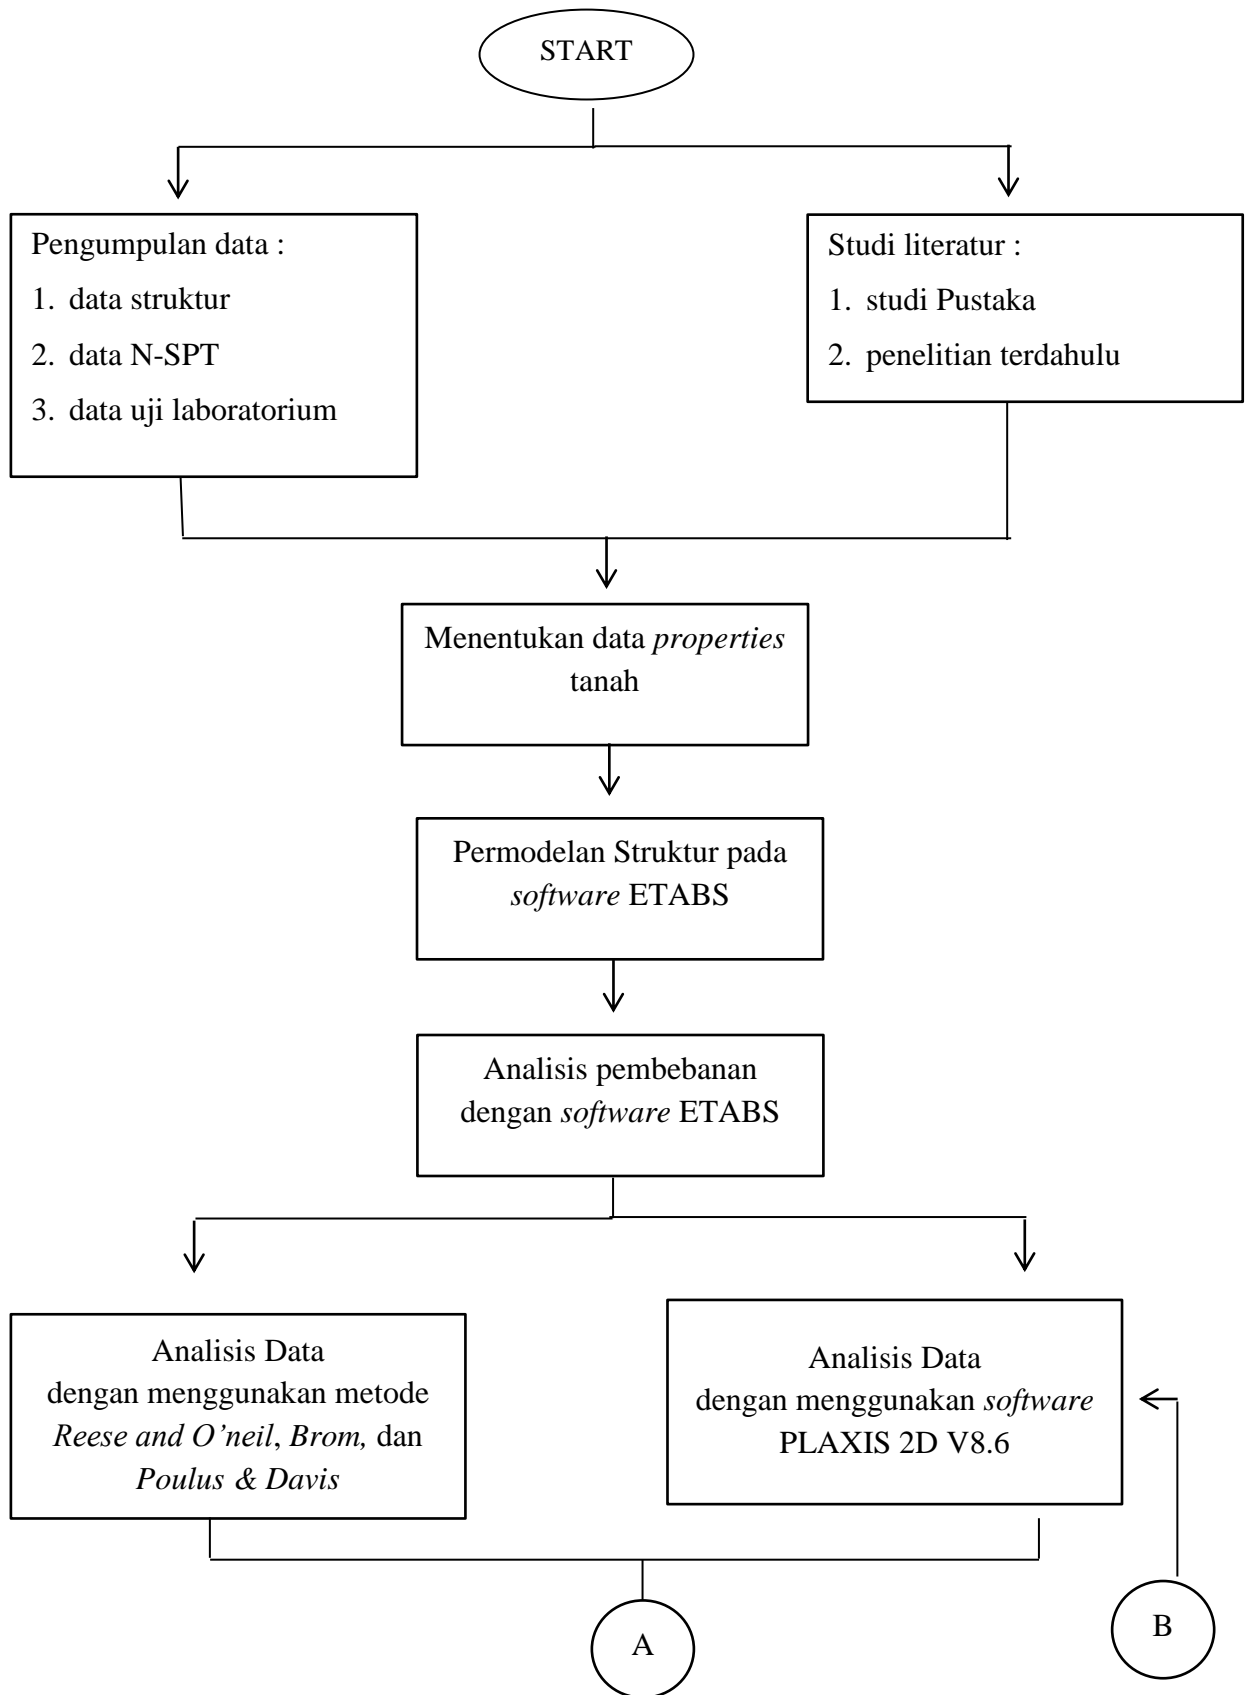 START
Pengumpulan data :
1. data struktur
2. data N-SPT
3. data uji laboratorium
Studi literatur :
1. studi Pustaka
2. penelitian terdahulu
Menentukan data properties
tanah
Permodelan Struktur pada
software ETABS
Analisis pembebanan
dengan software ETABS
Analisis Data
dengan menggunakan metode
Reese and O’neil, Brom, dan
Poulus & Davis
Analisis Data
dengan menggunakan software
PLAXIS 2D V8.6
A
B